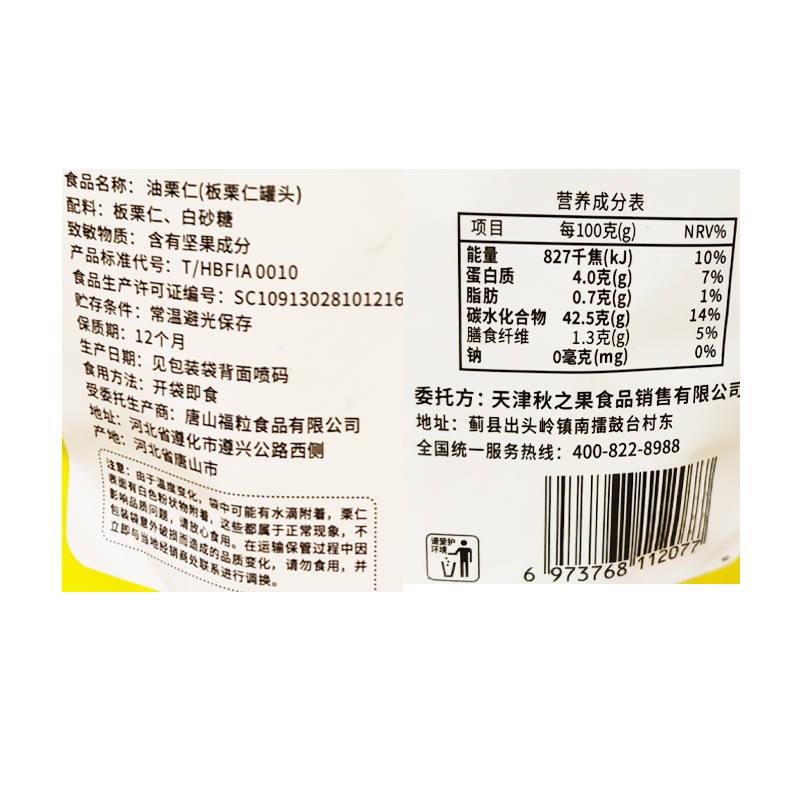 食品名称：油栗仁(板栗仁罐头)
配料：板栗仁、白砂糖
致敏物质：含有坚果成分
产品标准代号：T/HBFIA 0010
食品生产许可证编号：SC10913028101216
贮存条件：常温避光保存
保质期：12个月
生产日期：见包装袋背面喷码
食用方法：开袋即食
受委托生产商：唐山福粒食品有限公司
地址：河北省遵化市遵兴公路西侧
产地：河北省唐山市
注意：由于温度变化，袋中可能有水滴附着，栗仁
表面有白色粉状物附着，这些都属于正常现象，不
影响品质问题，请放心食用。在运输保管过程中因
包装袋意外破损而造成的品质变化，请勿食用，并
立即与当地经销商处联系进行调换。
营养成分表
项目 每100克(g) NRV%
能量 827千焦(kJ) 10%
蛋白质 4.0克(g) 7%
脂肪 0.7克(g) 1%
碳水化合物 42.5克(g) 14%
膳食纤维 1.3克(g) 5%
钠 0毫克(mg) 0%
委托方：天津秋之果食品销售有限公司
地址：蓟县出头岭镇南擂鼓台村东
全国统一服务热线：400-822-8988
请爱护
环境
6 973768 112077